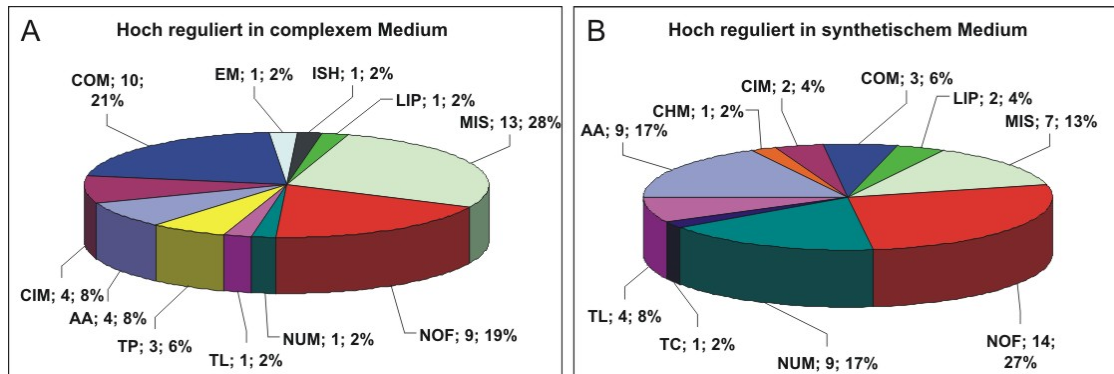 A
Hoch reguliert in complexem Medium
EM; 1; 2%
ISH; 1; 2%
COM; 10;
21%
LIP; 1; 2%
MIS; 13; 28%
CIM; 4; 8%
AA; 4; 8%
TP; 3; 6%
TL; 1; 2%
NUM; 1; 2%
NOF; 9; 19%
B
Hoch reguliert in synthetischem Medium
CIM; 2; 4%
COM; 3; 6%
CHM; 1; 2%
LIP; 2; 4%
AA; 9; 17%
MIS; 7; 13%
TL; 4; 8%
TC; 1; 2%
NUM; 9; 17%
NOF; 14;
27%